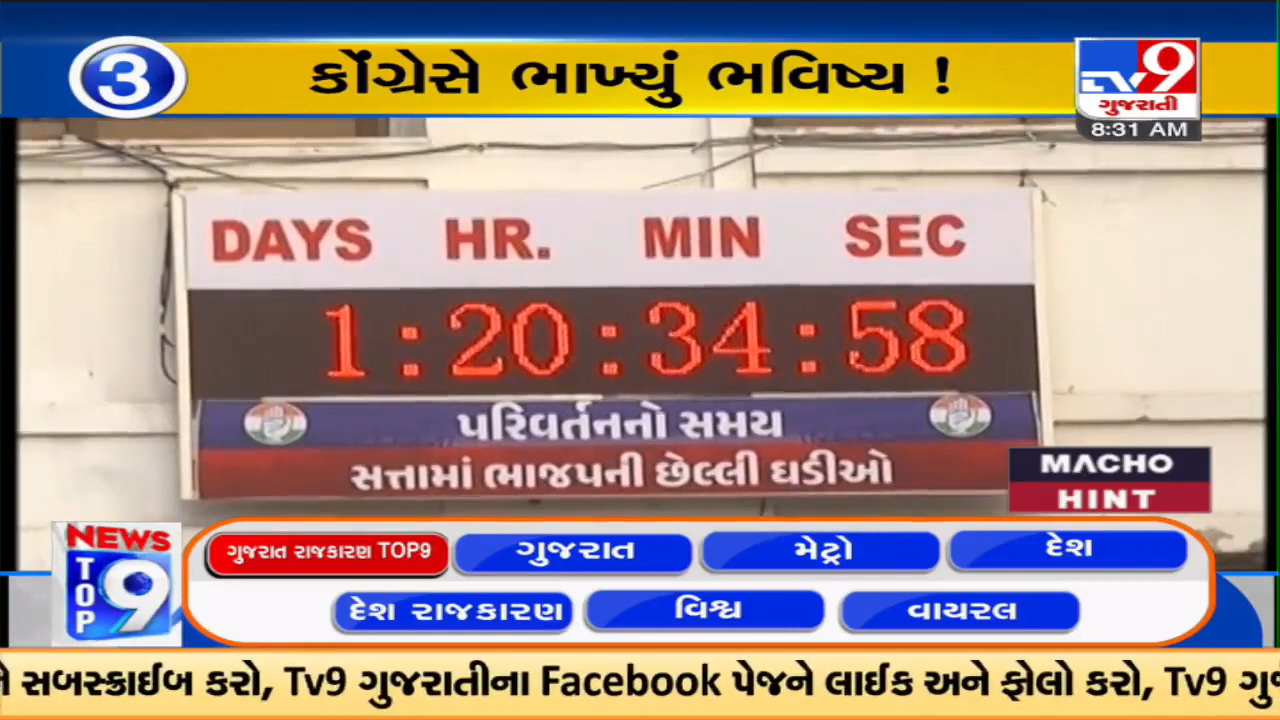 3
કોંગ્રેસે ભાખ્યું ભવિષ્ય !
TV9
ગુજરાતી
8:31 AM
DAYS HR. MIN SEC
1:20:34:58
પરિવર્તનનો સમય
સત્તામાં ભાજપની છેલ્લી ઘડીઓ
MACHO
HINT
NEWS
TOP
9
ગુજરાત રાજકારણ TOP9
ગુજરાત
મેટ્રો
દેશ
દેશ રાજકારણ
વિશ્વ
વાયરલ
સબસ્ક્રાઈબ કરો, Tv9 ગુજરાતીના Facebook પેજને લાઈક અને ફોલો કરો, Tv9